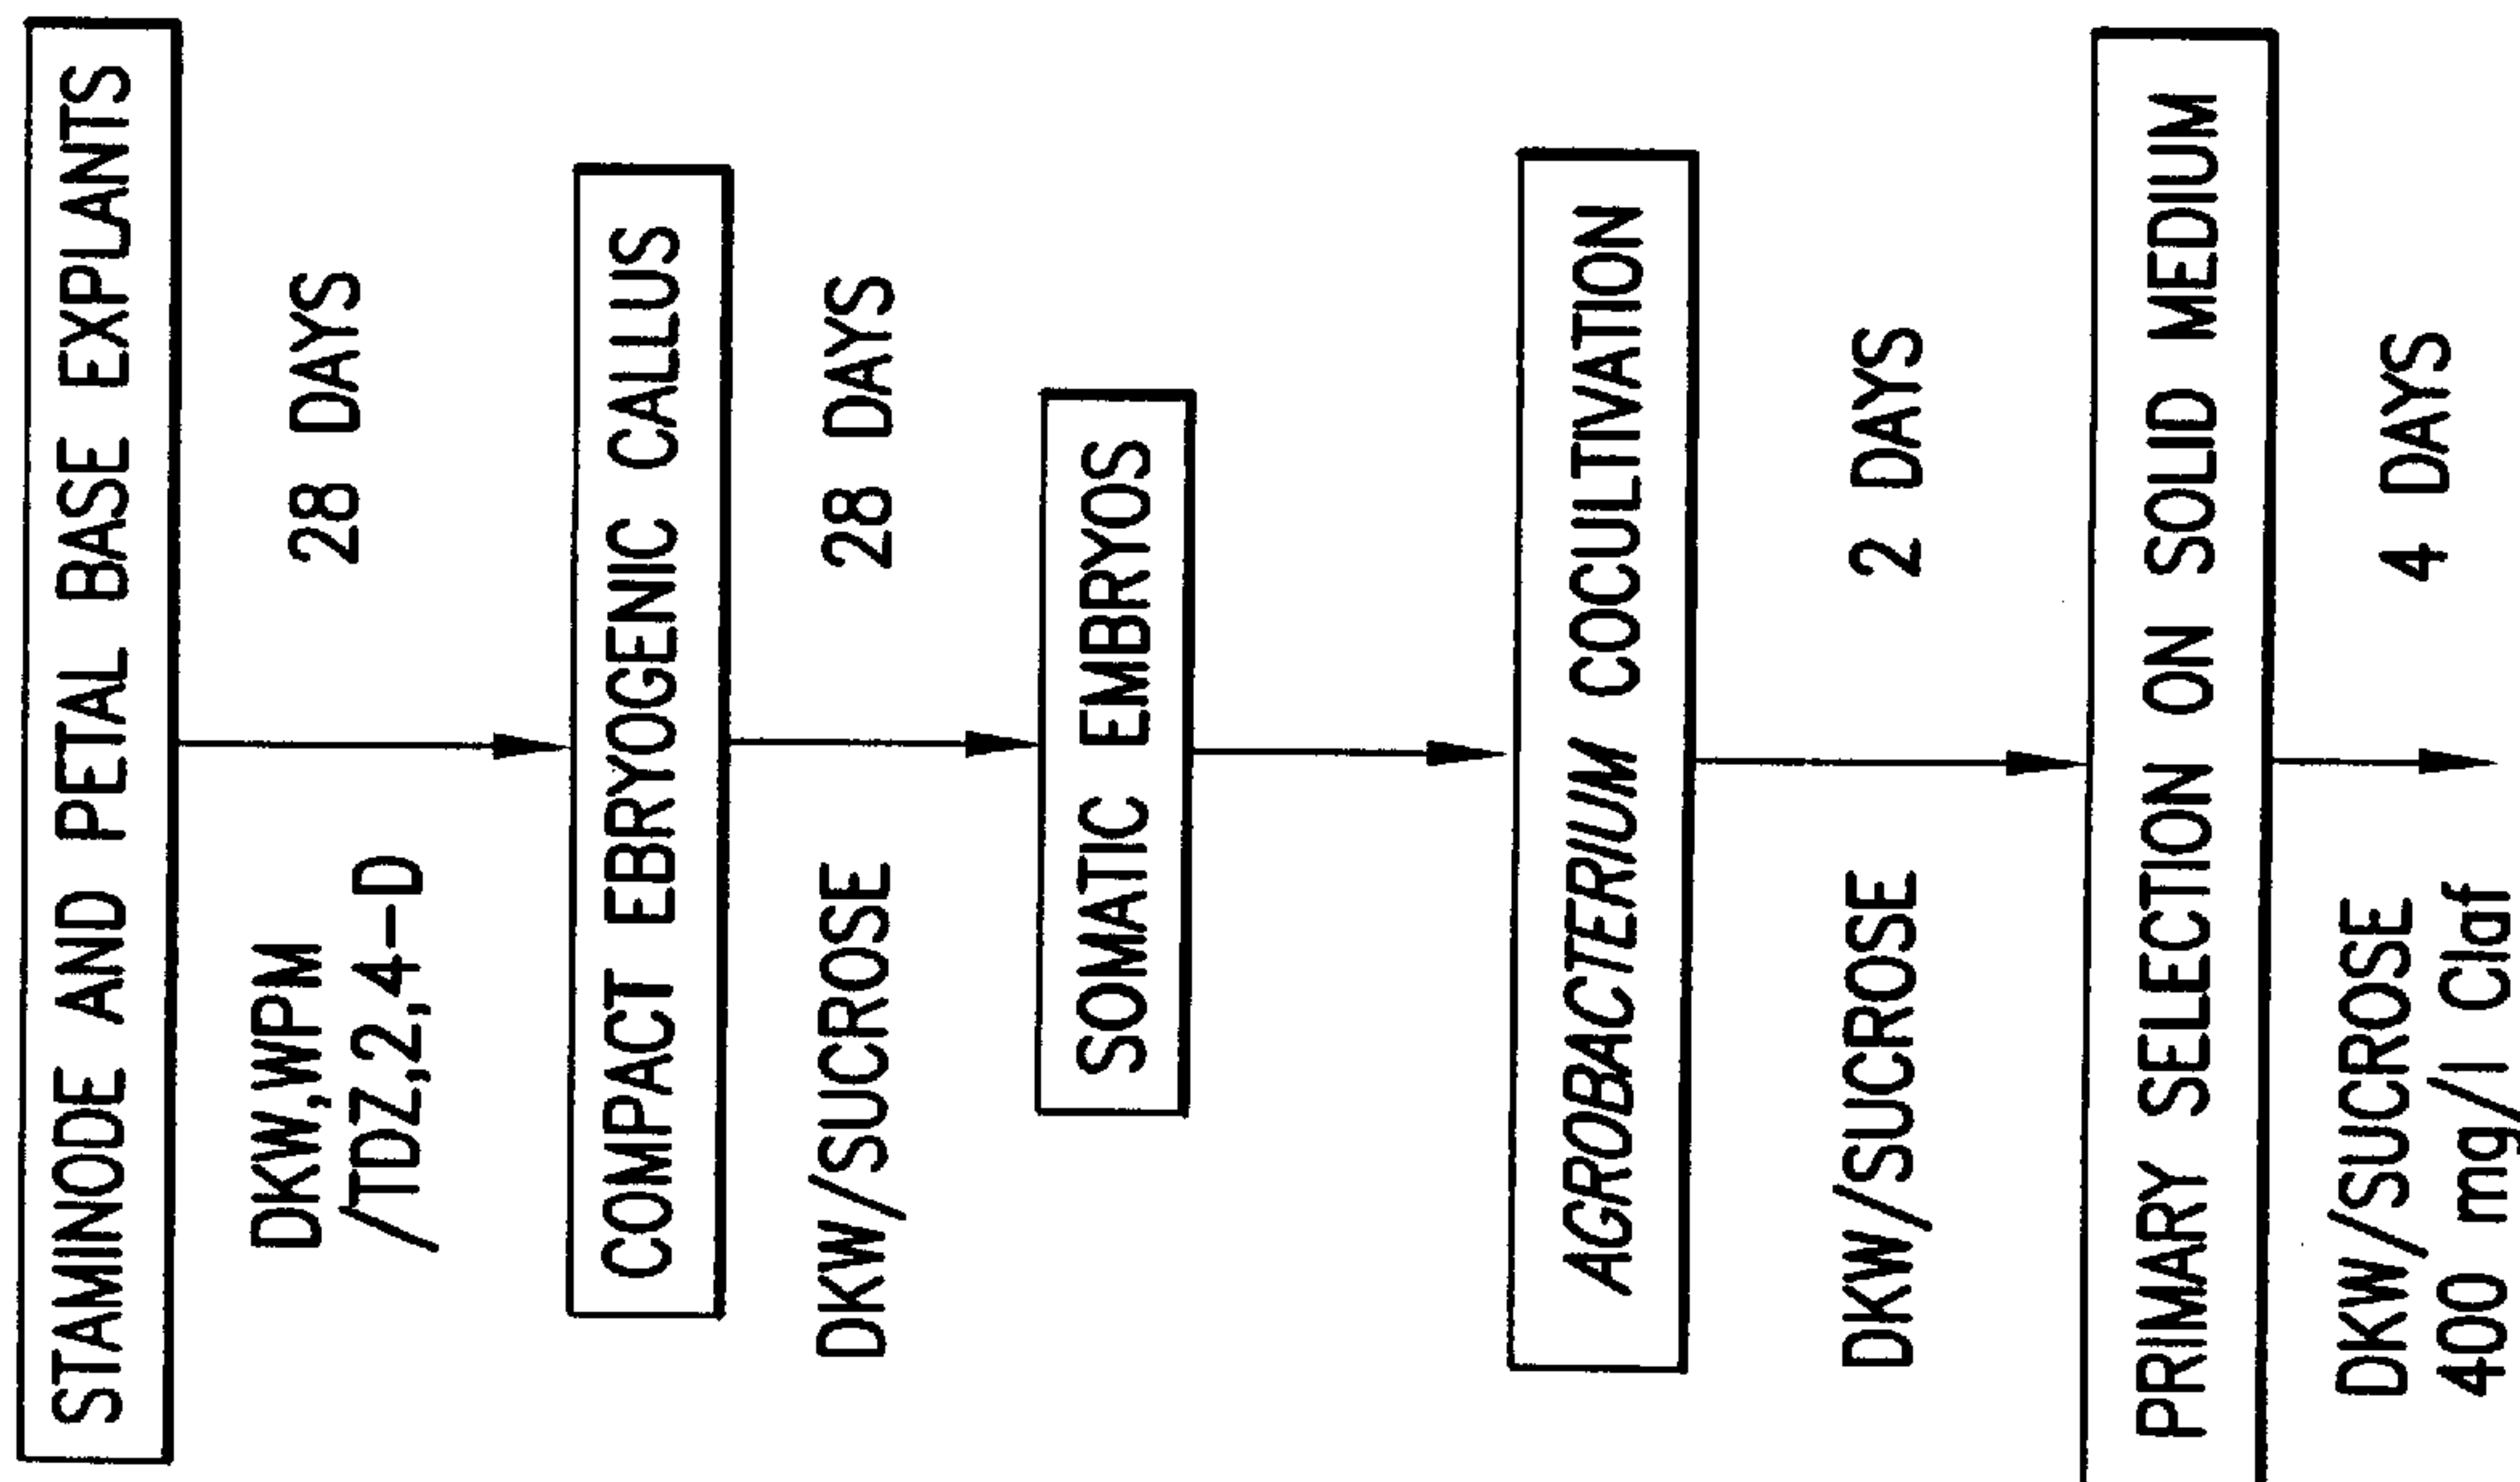 STAMINODE AND PETAL BASE EXPLANTS
DKW,WPM 28 DAYS
/TDZ,2,4-D
COMPACT EBRYOGENIC CALLUS
DKW/SUCROSE 28 DAYS
SOMATIC EMBRYOS
AGROBACTERIUM COCULTIVATION
DKW/SUCROSE 2 DAYS
PRIMARY SELECTION ON SOLID MEDIUM
DKW/SUCROSE 4 DAYS
400 mg/l Claf